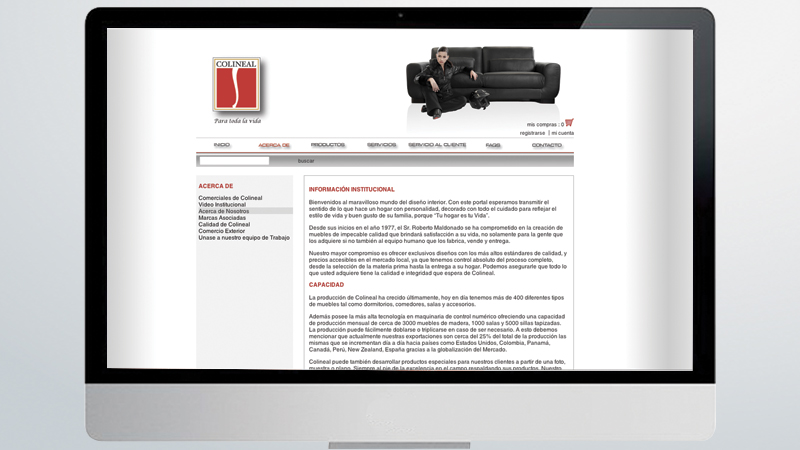 COLINEAL
Para toda la vida
mis compras : 0
registrarse | mi cuenta
INICIO ACERCA DE PRODUCTOS SERVICIOS SERVICIO AL CLIENTE FAQS CONTACTO
buscar
ACERCA DE
Comerciales de Colineal
Video Institucional
Acerca de Nosotros
Marcas Asociadas
Calidad de Colineal
Comercio Exterior
Unase a nuestro equipo de Trabajo
INFORMACIÓN INSTITUCIONAL
Bienvenidos al maravilloso mundo del diseño interior. Con este portal esperamos transmitir el
sentido de lo que hace un hogar con personalidad, decorado con todo el cuidado para reflejar el
estilo de vida y buen gusto de su familia, porque "Tu hogar es tu Vida".
Desde sus inicios en el año 1977, el Sr. Roberto Maldonado se ha comprometido en la creación de
muebles de impecable calidad que brindará satisfacción a su vida, no solamente para la gente que
los adquiere si no también al equipo humano que los fabrica, vende y entrega.
Nuestro mayor compromiso es ofrecer exclusivos diseños con los más altos estándares de calidad, y
precios accesibles en el mercado local, ya que tenemos control absoluto del proceso completo,
desde la selección de la materia prima hasta la entrega a su hogar. Podemos asegurarle que todo lo
que usted adquiere tiene la calidad e integridad que espera de Colineal.
CAPACIDAD
La producción de Colineal ha crecido últimamente, hoy en día tenemos más de 400 diferentes tipos
de muebles tal como dormitorios, comedores, salas y accesorios.
Además posee la más alta tecnología en maquinaria de control numérico ofreciendo una capacidad
de producción mensual de cerca de 3000 muebles de madera, 1000 salas y 5000 sillas tapizadas.
La producción puede fácilmente doblarse o triplicarse en caso de ser necesario. A esto debemos
mencionar que actualmente nuestras exportaciones son cerca del 25% del total de la producción las
mismas que se incrementan día a día hacia países como Estados Unidos, Colombia, Panamá,
Canadá, Perú, New Zealand, España gracias a la globalización del Mercado.
Colineal puede también desarrollar productos especiales para nuestros clientes a partir de una foto,
muestra o plano. Siempre al pie de la excelencia en el campo respaldando sus productos. Nuestro